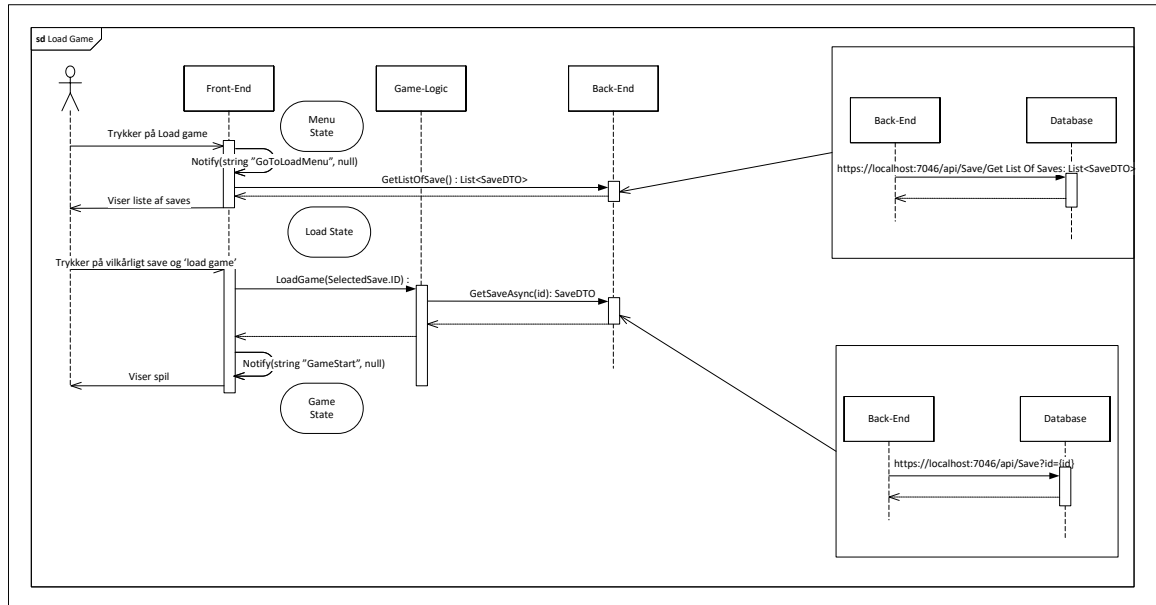 sd Load Game
Front-End
Game-Logic
Back-End
Menu
State
Trykker på Load game
Notify(string "GoToLoadMenu", null)
GetListOfSave() : List<SaveDTO>
Viser liste af saves
Load State
Trykker på vilkårligt save og 'load game'
LoadGame(SelectedSave.ID) :
GetSaveAsync(id): SaveDTO
Notify(string "GameStart", null)
Viser spil
Game
State
Back-End
Database
https://localhost:7046/api/Save/Get List Of Saves: List<SaveDTO>
Back-End
Database
https://localhost:7046/api/Save?id={id}